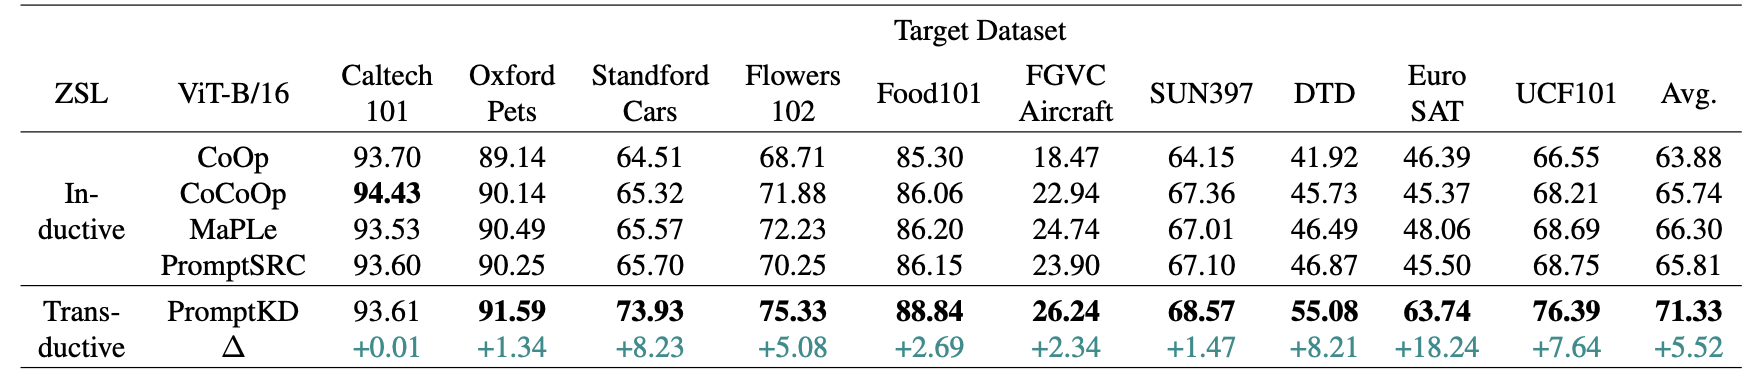 Target Dataset
ZSL ViT-B/16 Caltech 101 Oxford Pets Standford Cars Flowers 102 Food101 FGVC Aircraft SUN397 DTD Euro SAT UCF101 Avg.
In-ductive
CoOp 93.70 89.14 64.51 68.71 85.30 18.47 64.15 41.92 46.39 66.55 63.88
CoCoOp 94.43 90.14 65.32 71.88 86.06 22.94 67.36 45.73 45.37 68.21 65.74
MaPLe 93.53 90.49 65.57 72.23 86.20 24.74 67.01 46.49 48.06 68.69 66.30
PromptSRC 93.60 90.25 65.70 70.25 86.15 23.90 67.10 46.87 45.50 68.75 65.81
Trans-ductive
PromptKD 93.61 91.59 73.93 75.33 88.84 26.24 68.57 55.08 63.74 76.39 71.33
Δ +0.01 +1.34 +8.23 +5.08 +2.69 +2.34 +1.47 +8.21 +18.24 +7.64 +5.52